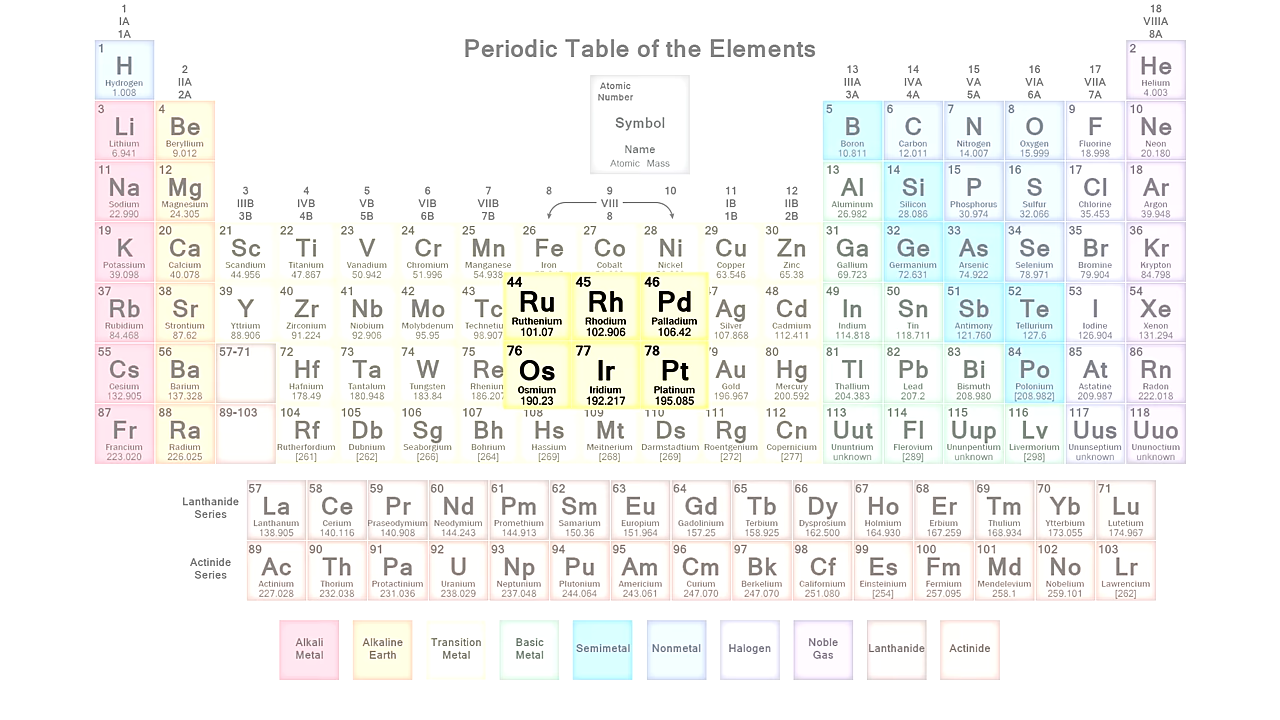 1
IA
1A
18
VIIIA
8A
Periodic Table of the Elements
1
H
Hydrogen
1.008
2
IIA
2A
13
IIIA
3A
14
IVA
4A
15
VA
5A
16
VIA
6A
17
VIIA
7A
2
He
Helium
4.003
Atomic
Number
Symbol
Name
Atomic Mass
3 4 5 6 7 8 9 10
Li Be B C N O F Ne
Lithium Beryllium Boron Carbon Nitrogen Oxygen Fluorine Neon
6.941 9.012 10.811 12.011 14.007 15.999 18.998 20.180
11 12 13 14 15 16 17 18
Na Mg Al Si P S Cl Ar
Sodium Magnesium Aluminum Silicon Phosphorus Sulfur Chlorine Argon
22.990 24.305 26.982 28.086 30.974 32.066 35.453 39.948
3 4 5 6 7 8 9 10 11 12
IIIB IVB VB VIB VIIB VIII IB IIB
3B 4B 5B 6B 7B 8 1B 2B
19 20 21 22 23 24 25 26 27 28 29 30 31 32 33 34 35 36
K Ca Sc Ti V Cr Mn Fe Co Ni Cu Zn Ga Ge As Se Br Kr
Potassium Calcium Scandium Titanium Vanadium Chromium Manganese Iron Cobalt Nickel Copper Zinc Gallium Germanium Arsenic Selenium Bromine Krypton
39.098 40.078 44.956 47.867 50.942 51.996 54.938 63.546 65.38 69.723 72.631 74.922 78.971 79.904 84.798
37 38 39 40 41 42 43 44 45 46 48 49 50 51 52 53 54
Rb Sr Y Zr Nb Mo Tc Ru Rh Pd Ag Cd In Sn Sb Te I Xe
Rubidium Strontium Yttrium Zirconium Niobium Molybdenum Ruthenium Rhodium Palladium Silver Cadmium Indium Tin Antimony Tellurium Iodine Xenon
84.468 87.62 88.906 91.224 92.906 95.95 98.907 101.07 102.906 106.42 107.868 112.411 114.818 118.711 121.760 127.6 126.904 131.294
55 56 57-71 72 73 74 75 76 77 78 80 81 82 83 84 85 86
Cs Ba Hf Ta W Re Os Ir Pt Au Hg Tl Pb Bi Po At Rn
Cesium Barium Hafnium Tantalum Tungsten Rhenium Osmium Iridium Platinum Gold Mercury Thallium Lead Bismuth Polonium Astatine Radon
132.905 137.328 178.49 180.948 183.84 186.207 190.23 192.217 195.085 196.967 200.592 204.383 207.2 208.980 [208.982] 209.987 222.018
87 88 89-103 104 105 106 107 108 109 110 111 112 113 114 115 116 117 118
Fr Ra Rf Db Sg Bh Hs Mt Ds Rg Cn Uut Fl Uup Lv Uus Uuo
Francium Radium Rutherfordium Dubnium Seaborgium Bohrium Hassium Meitnerium Darmstadtium Roentgenium Copernicium Ununtrium Flerovium Ununpentium Livermorium Ununseptium Ununoctium
223.020 226.025 [261] [262] [266] [264] [269] [268] [269] [272] [277] unknown [289] unknown [298] unknown unknown
Lanthanide
Series
57 58 59 60 61 62 63 64 65 66 67 68 69 70 71
La Ce Pr Nd Pm Sm Eu Gd Tb Dy Ho Er Tm Yb Lu
Lanthanum Cerium Praseodymium Neodymium Promethium Samarium Europium Gadolinium Terbium Dysprosium Holmium Erbium Thulium Ytterbium Lutetium
138.905 140.116 140.908 144.243 144.913 150.36 151.964 157.25 158.925 162.500 164.930 167.259 168.934 173.055 174.967
Actinide
Series
89 90 91 92 93 94 95 96 97 98 99 100 101 102 103
Ac Th Pa U Np Pu Am Cm Bk Cf Es Fm Md No Lr
Actinium Thorium Protactinium Uranium Neptunium Plutonium Americium Curium Berkelium Californium Einsteinium Fermium Mendelevium Nobelium Lawrencium
227.028 232.038 231.036 238.029 237.048 244.064 243.061 247.070 247.070 251.080 [254] 257.095 258.1 259.101 [262]
Alkali
Metal
Alkaline
Earth
Transition
Metal
Basic
Metal
Semimetal
Nonmetal
Halogen
Noble
Gas
Lanthanide
Actinide